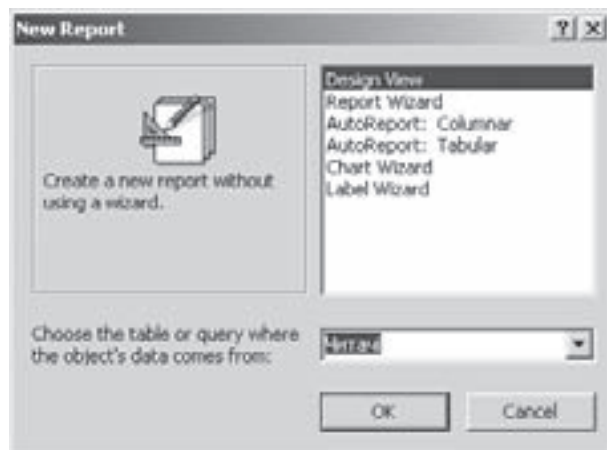 New Report
Create a new report without
using a wizard.
Design View
Report Wizard
AutoReport: Columnar
AutoReport: Tabular
Chart Wizard
Label Wizard
Choose the table or query where
the object's data comes from:
OK
Cancel